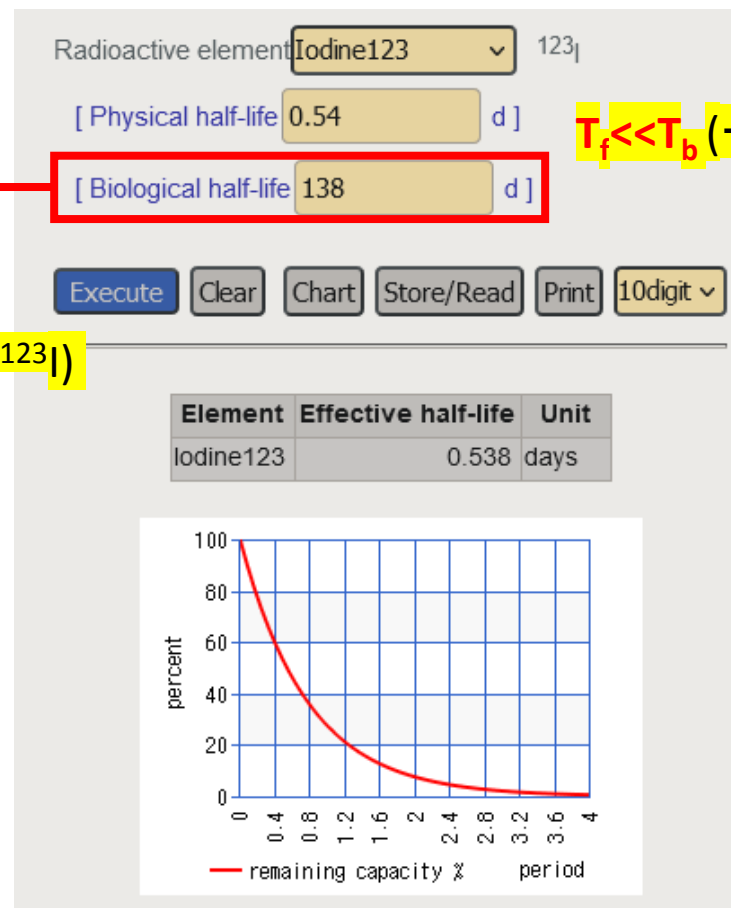 Radioactive element Iodine123 ¹²³I
[ Physical half-life 0.54 d ]
T_f<<T_b (
[ Biological half-life 138 d ]
Execute Clear Chart Store/Read Print 10digit
¹²³I)
Element Effective half-life Unit
Iodine123 0.538 days
100
80
60
40
20
0
percent
0 0.4 0.8 1.2 1.6 2 2.4 2.8 3.2 3.6 4
remaining capacity % period